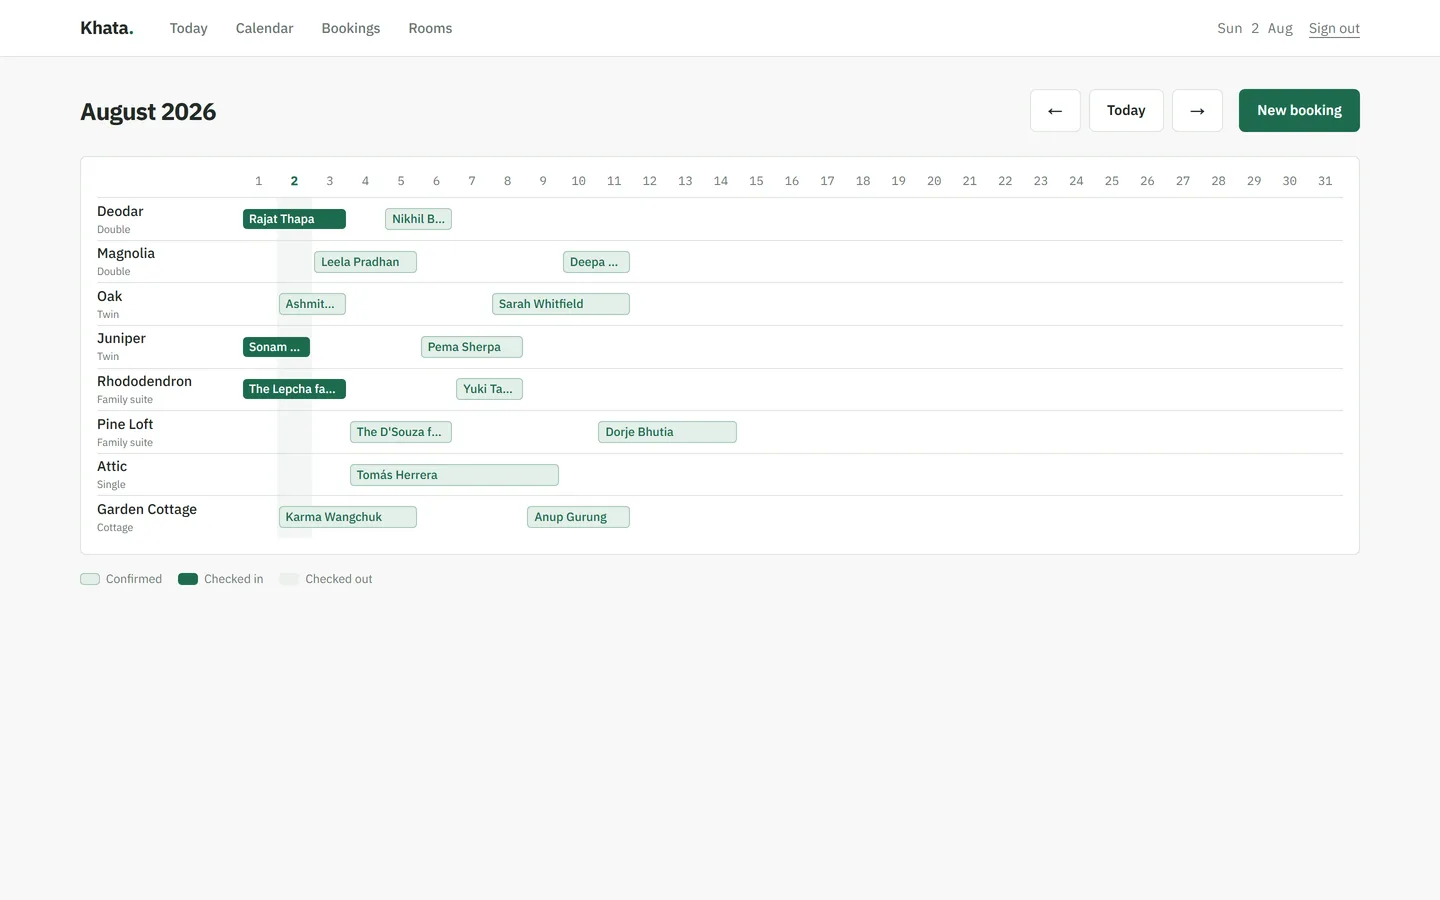 Khata. Today Calendar Bookings Rooms Sun 2 Aug Sign out
August 2026 ← Today → New booking
1 2 3 4 5 6 7 8 9 10 11 12 13 14 15 16 17 18 19 20 21 22 23 24 25 26 27 28 29 30 31
Deodar Rajat Thapa Nikhil B...
Double
Magnolia Leela Pradhan Deepa ...
Double
Oak Ashmit... Sarah Whitfield
Twin
Juniper Sonam ... Pema Sherpa
Twin
Rhododendron The Lepcha fa... Yuki Ta...
Family suite
Pine Loft The D'Souza f... Dorje Bhutia
Family suite
Attic Tomás Herrera
Single
Garden Cottage Karma Wangchuk Anup Gurung
Cottage
Confirmed Checked in Checked out